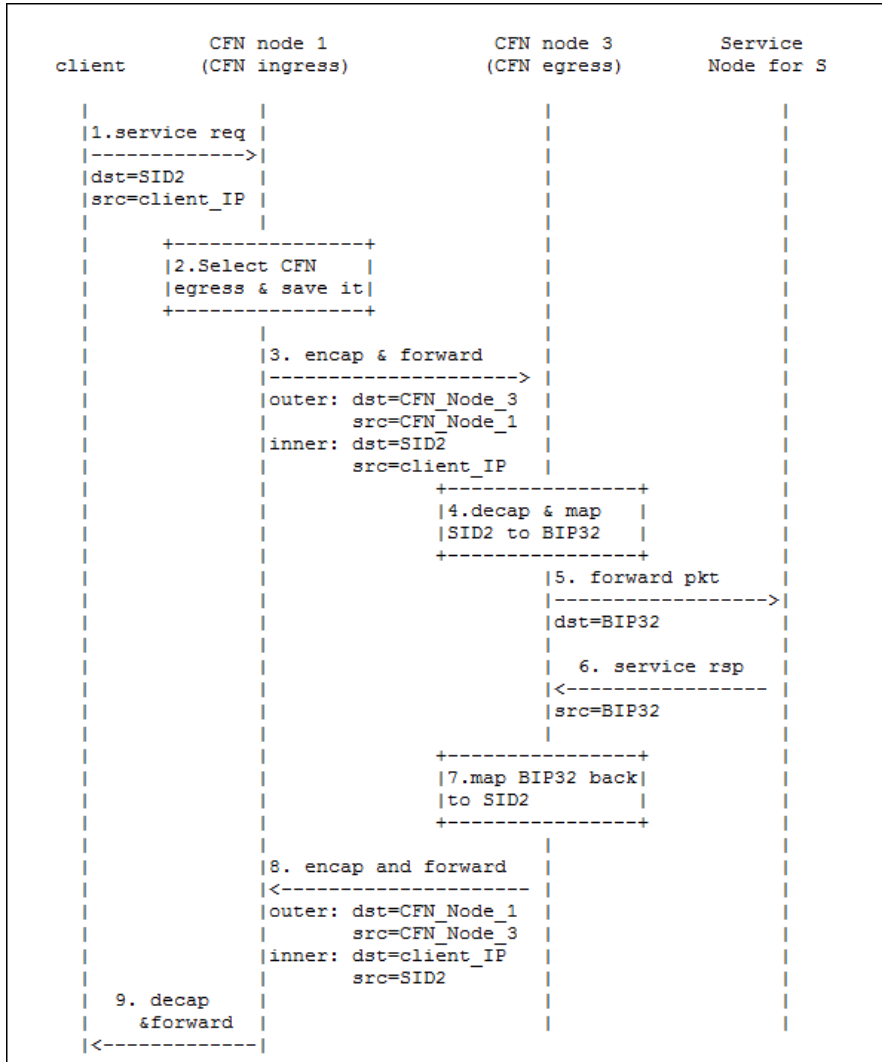 CFN node 1 CFN node 3 Service
client (CFN ingress) (CFN egress) Node for S
1.service req
dst=SID2
src=client_IP
2.Select CFN
egress & save it
3. encap & forward
outer: dst=CFN_Node_3
src=CFN_Node_1
inner: dst=SID2
src=client_IP
4.decap & map
SID2 to BIP32
5. forward pkt
dst=BIP32
6. service rsp
src=BIP32
7.map BIP32 back
to SID2
8. encap and forward
outer: dst=CFN_Node_1
src=CFN_Node_3
inner: dst=client_IP
src=SID2
9. decap
&forward